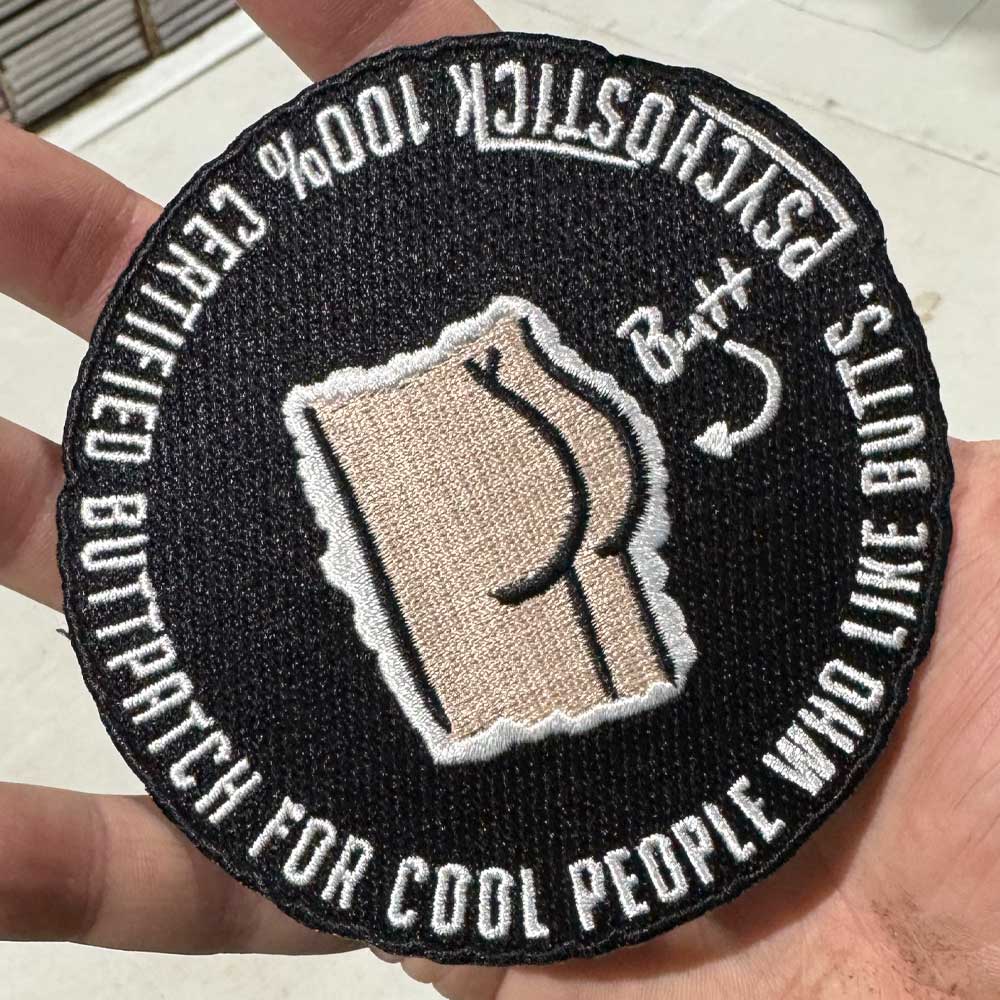 PSYCHOSTICK 100% CERTIFIED BUTTPATCH FOR COOL PEOPLE WHO LIKE BUTTS.
Butt